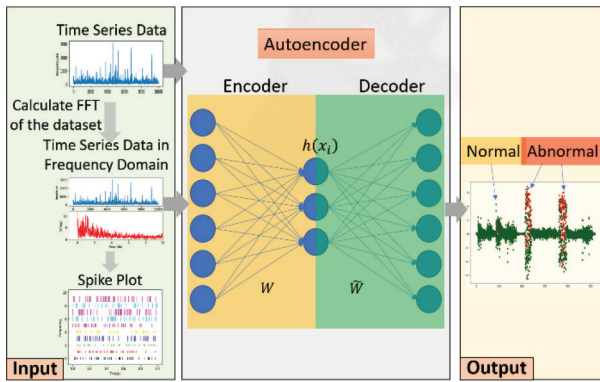 Time Series Data
Calculate FFT
of the dataset
Time Series Data in
Frequency Domain
Spike Plot
Input
Autoencoder
Encoder
Decoder
h(xᵢ)
W
W̃
Normal
Abnormal
Output